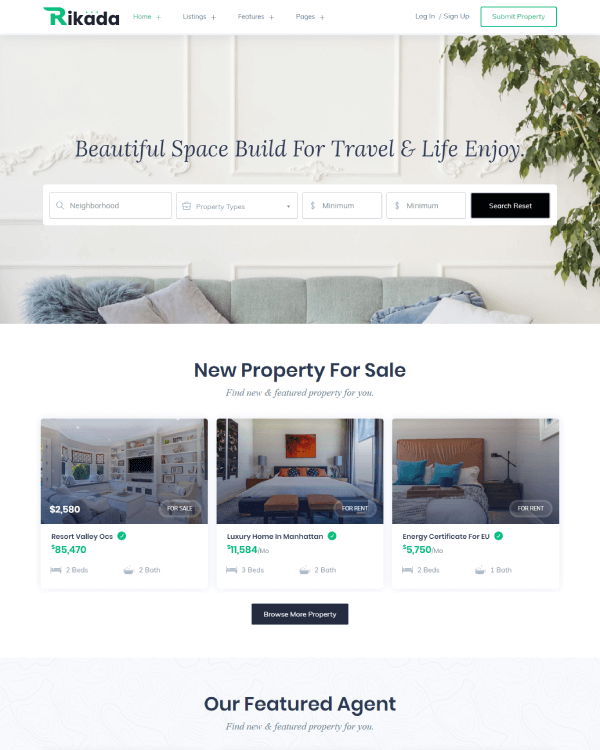 Rikada
Home + Listings + Features + Pages + Log In / Sign Up Submit Property
Beautiful Space Build For Travel & Life Enjoy.
Neighborhood Property Types $ Minimum $ Minimum Search Reset
New Property For Sale
Find new & featured property for you.
$2,580 FOR SALE FOR RENT FOR RENT
Resort Valley Ocs Luxury Home In Manhattan Energy Certificate For EU
$85,470 $11,584/Mo $5,750/Mo
2 Beds 2 Bath 3 Beds 2 Bath 2 Beds 1 Bath
Browse More Property
Our Featured Agent
Find new & featured property for you.